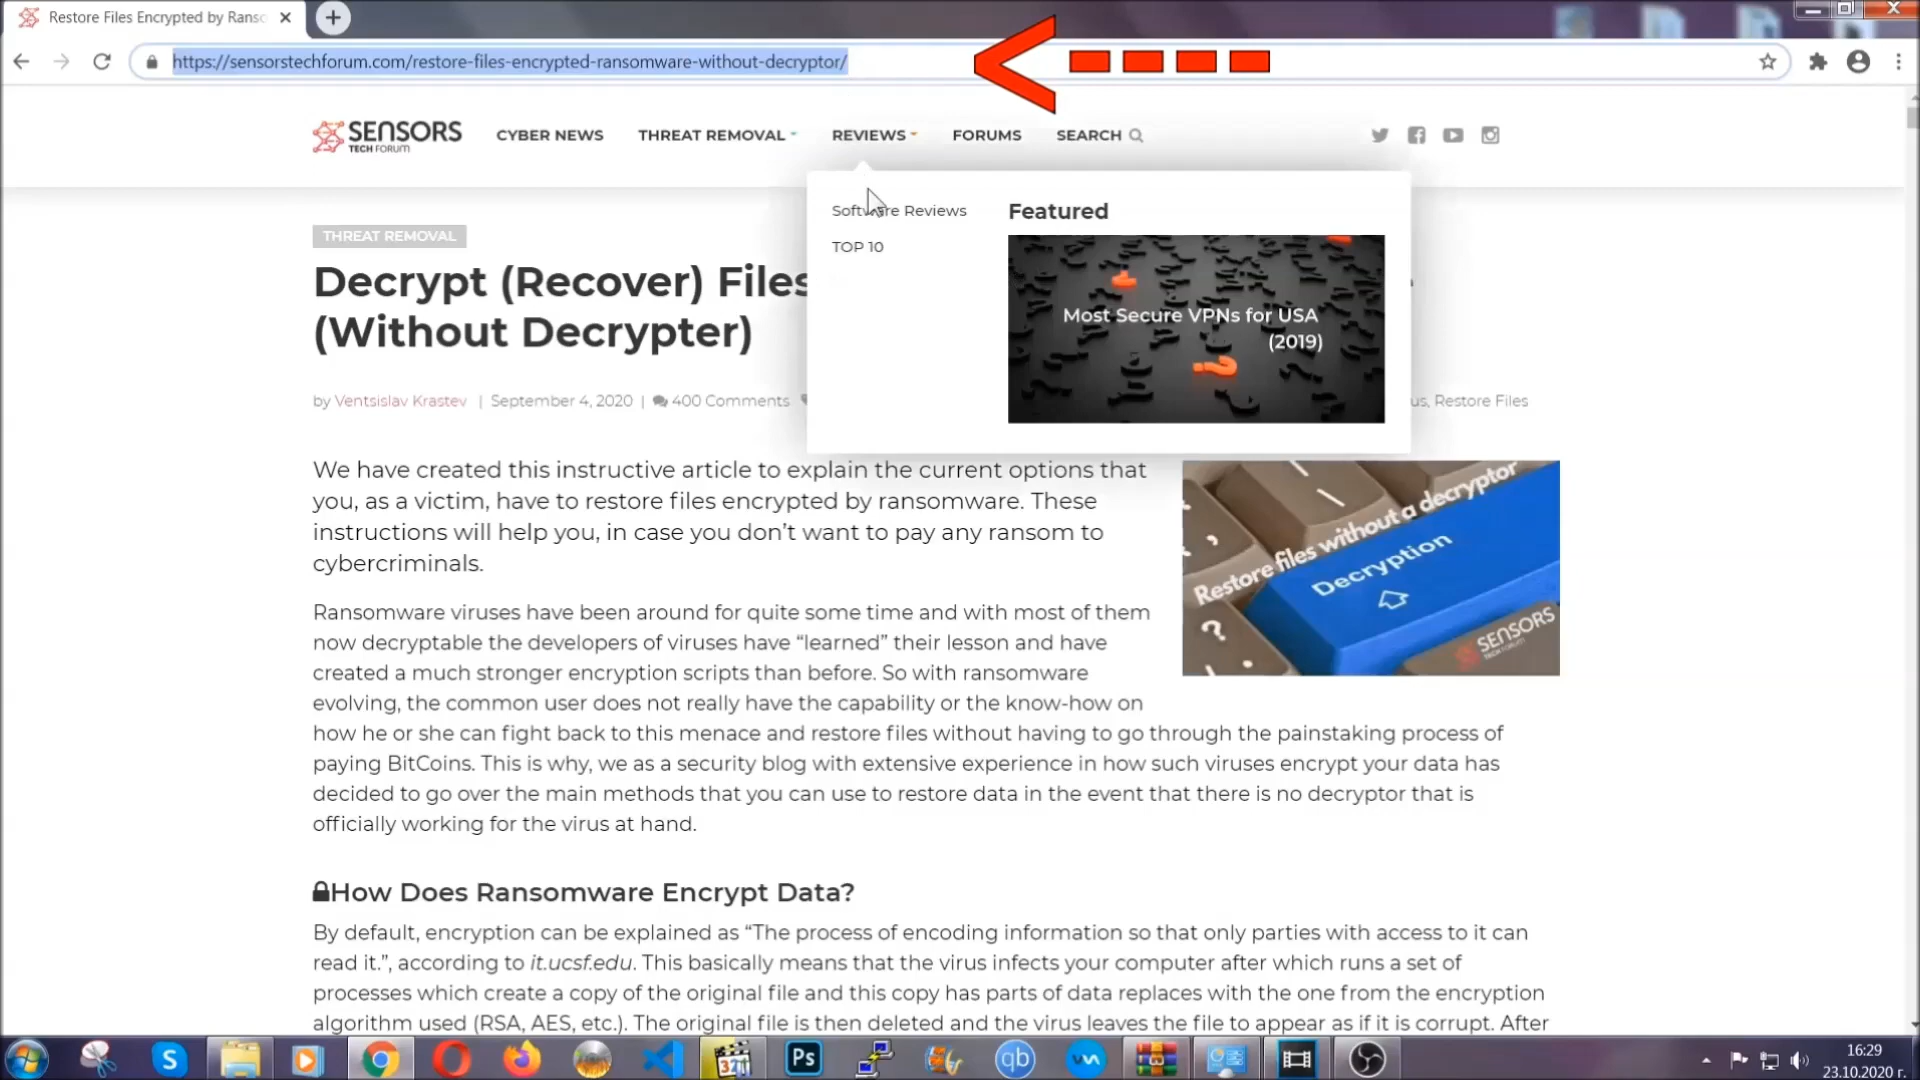 Restore Files Encrypted by Ranso
https://sensorstechforum.com/restore-files-encrypted-ransomware-without-decryptor/
SENSORS
TECH FORUM
CYBER NEWS
THREAT REMOVAL
REVIEWS
FORUMS
SEARCH
Software Reviews
TOP 10
Featured
Most Secure VPNs for USA
(2019)
THREAT REMOVAL
Decrypt (Recover) Files
(Without Decrypter)
by Ventsislav Krastev | September 4, 2020 | 400 Comments
us, Restore Files
We have created this instructive article to explain the current options that
you, as a victim, have to restore files encrypted by ransomware. These
instructions will help you, in case you don’t want to pay any ransom to
cybercriminals.
Restore files without a decryptor
Decryption
SENSORS
TECH FORUM
Ransomware viruses have been around for quite some time and with most of them
now decryptable the developers of viruses have “learned” their lesson and have
created a much stronger encryption scripts than before. So with ransomware
evolving, the common user does not really have the capability or the know-how on
how he or she can fight back to this menace and restore files without having to go through the painstaking process of
paying BitCoins. This is why, we as a security blog with extensive experience in how such viruses encrypt your data has
decided to go over the main methods that you can use to restore data in the event that there is no decryptor that is
officially working for the virus at hand.
How Does Ransomware Encrypt Data?
By default, encryption can be explained as “The process of encoding information so that only parties with access to it can
read it.”, according to it.ucsf.edu. This basically means that the virus infects your computer after which runs a set of
processes which create a copy of the original file and this copy has parts of data replaces with the one from the encryption
algorithm used (RSA, AES, etc.). The original file is then deleted and the virus leaves the file to appear as if it is corrupt. After
S
321
Ps
qb
16:29
23.10.2020 г.